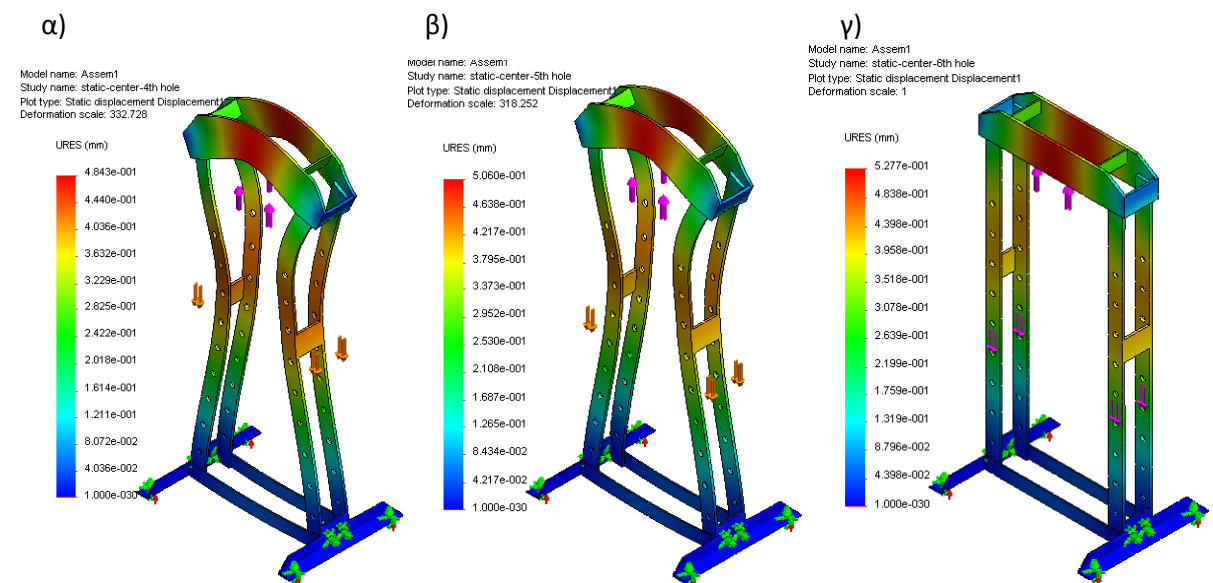 α)
Model name: Assem1
Study name: static-center-4th hole
Plot type: Static displacement Displacement1
Deformation scale: 332.728
URES (mm)
4.843e-001
4.440e-001
4.036e-001
3.632e-001
3.229e-001
2.825e-001
2.422e-001
2.018e-001
1.614e-001
1.211e-001
8.072e-002
4.036e-002
1.000e-030
β)
Model name: Assem1
Study name: static-center-5th hole
Plot type: Static displacement Displacement1
Deformation scale: 318.252
URES (mm)
5.060e-001
4.638e-001
4.217e-001
3.795e-001
3.373e-001
2.952e-001
2.530e-001
2.108e-001
1.687e-001
1.265e-001
8.434e-002
4.217e-002
1.000e-030
γ)
Model name: Assem1
Study name: static-center-6th hole
Plot type: Static displacement Displacement1
Deformation scale: 1
URES (mm)
5.277e-001
4.838e-001
4.398e-001
3.958e-001
3.518e-001
3.078e-001
2.639e-001
2.199e-001
1.759e-001
1.319e-001
8.796e-002
4.398e-002
1.000e-030